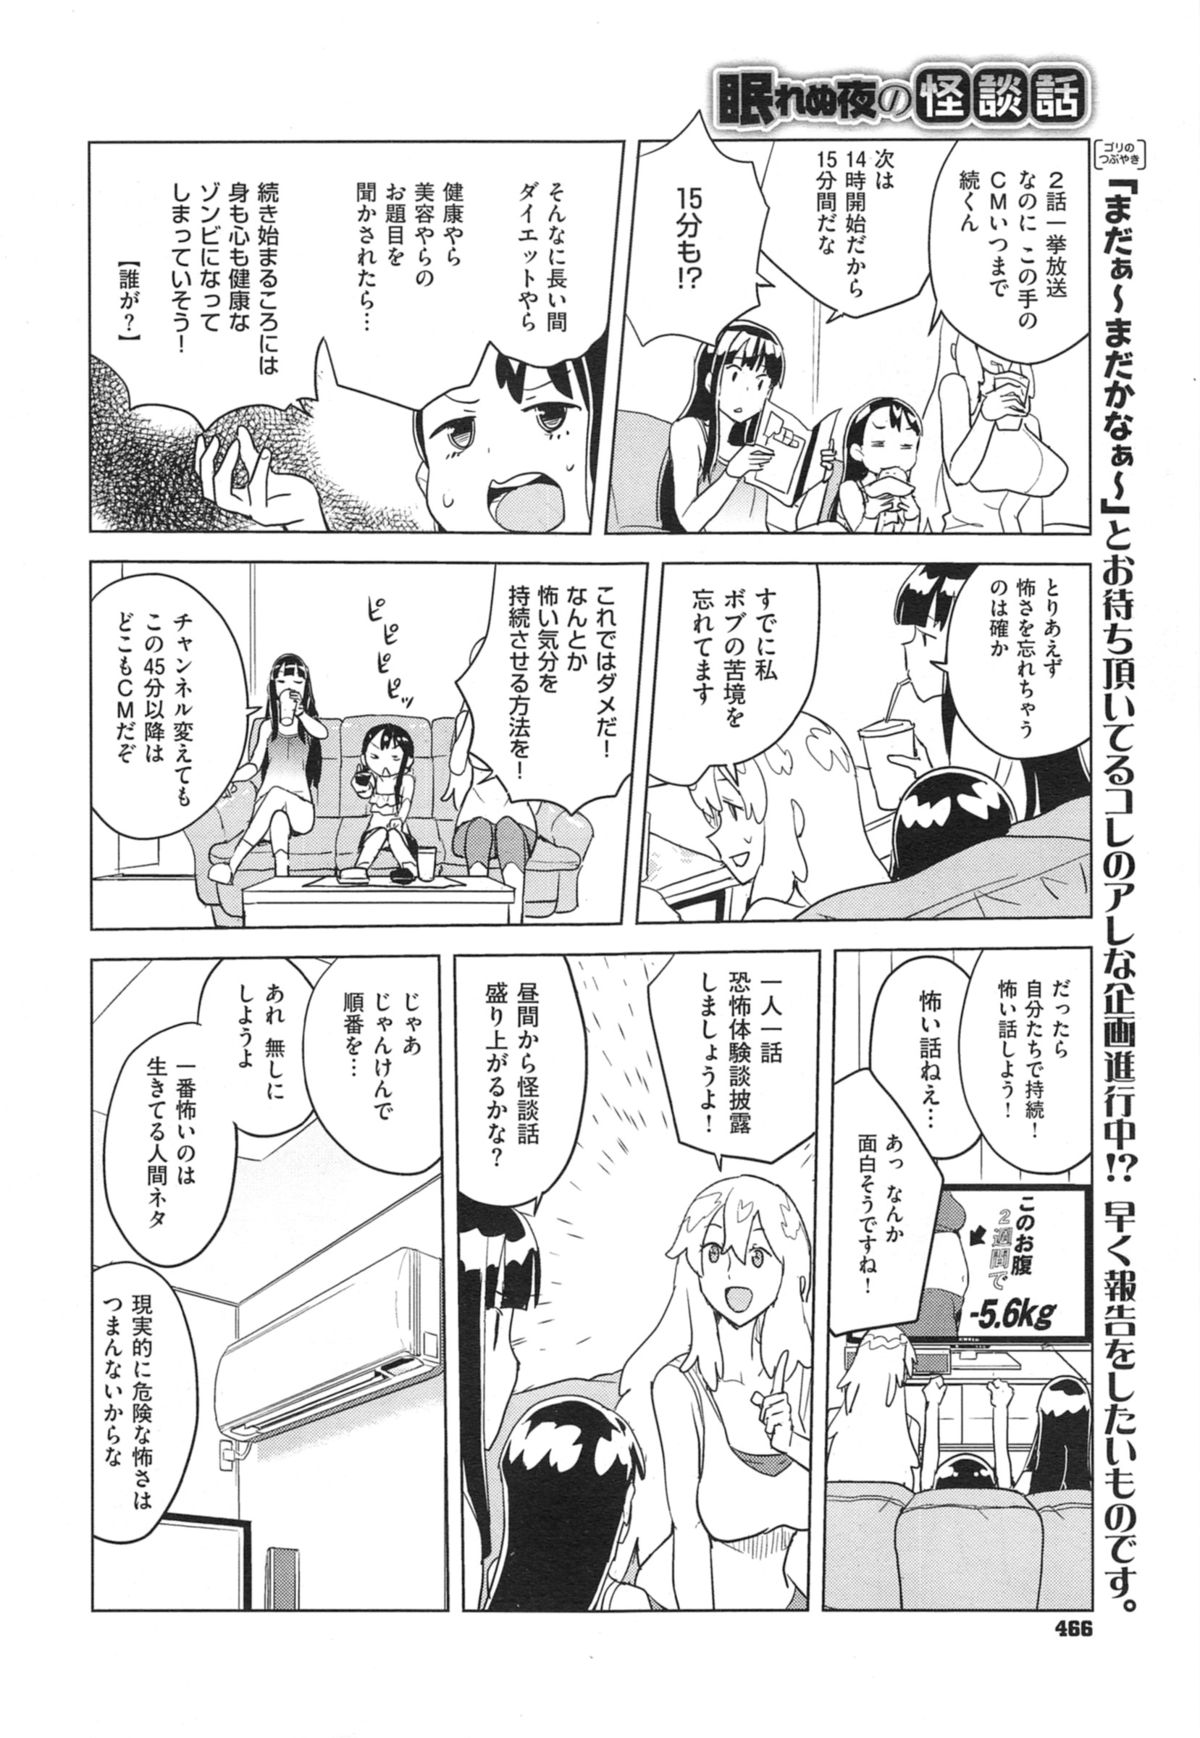 眠れぬ夜の怪談話
ゴリの
つぶやき
「まだぁ〜まだかなぁ〜」とお待ち頂いてるコレのアレな企画進行中!? 早く報告をしたいものです。
2話一挙放送
なのに この手の
CMいつまで
続くん
次は
14時開始だから
15分間だな
15分も!?
そんなに長い間
ダイエットやら
健康やら
美容やらの
お題目を
聞かされたら…
続き始まるころには
身も心も健康な
ゾンビになって
しまっていそう！
【誰が？】
とりあえず
怖さを忘れちゃう
のは確か
すでに私
ボブの苦境を
忘れてます
これではダメだ！
なんとか
怖い気分を
持続させる方法を！
ピピピピッ
チャンネル変えても
この45分以降は
どこもCMだぞ
だったら
自分たちで持続！
怖い話しよう！
怖い話ねえ…
あっ なんか
面白そうですね！
このお腹
2週間で
-5.6kg
一人一話
恐怖体験談披露
しましょうよ！
昼間から怪談話
盛り上がるかな？
じゃあ
じゃんけんで
順番を…
あれ 無しに
しようよ
一番怖いのは
生きてる人間ネタ
現実的に危険な怖さは
つまんないからな
466